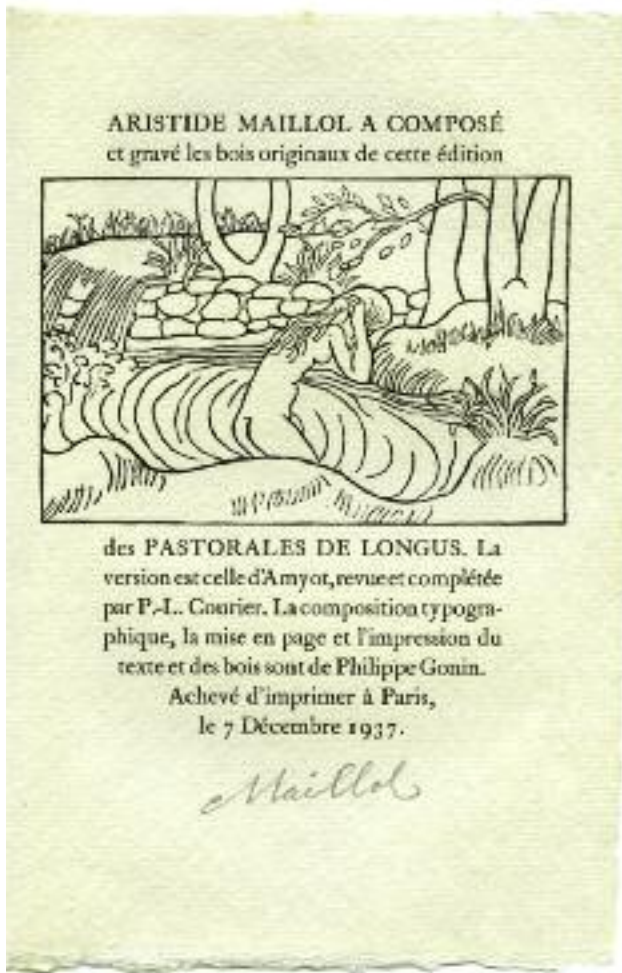 ARISTIDE MAILLOL A COMPOSÉ
et gravé les bois originaux de cette édition
des PASTORALES DE LONGUS. La
version est celle d'Amyot, revue et complétée
par P.-L. Courier. La composition typogra-
phique, la mise en page et l'impression du
texte et des bois sont de Philippe Gonin.
Achevé d'imprimer à Paris,
le 7 Décembre 1937.
Maillol